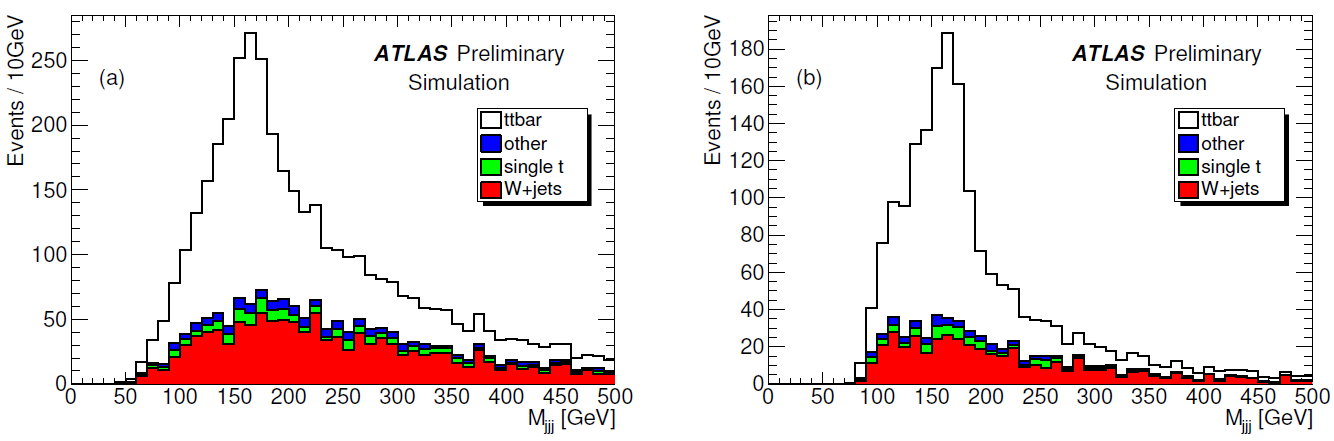 Events / 10GeV
250
200
150
100
50
0
(a)
ATLAS Preliminary
Simulation
ttbar
other
single t
W+jets
0 50 100 150 200 250 300 350 400 450 500
Mjjj [GeV]
Events / 10GeV
180
160
140
120
100
80
60
40
20
0
(b)
ATLAS Preliminary
Simulation
ttbar
other
single t
W+jets
0 50 100 150 200 250 300 350 400 450 500
Mjjj [GeV]